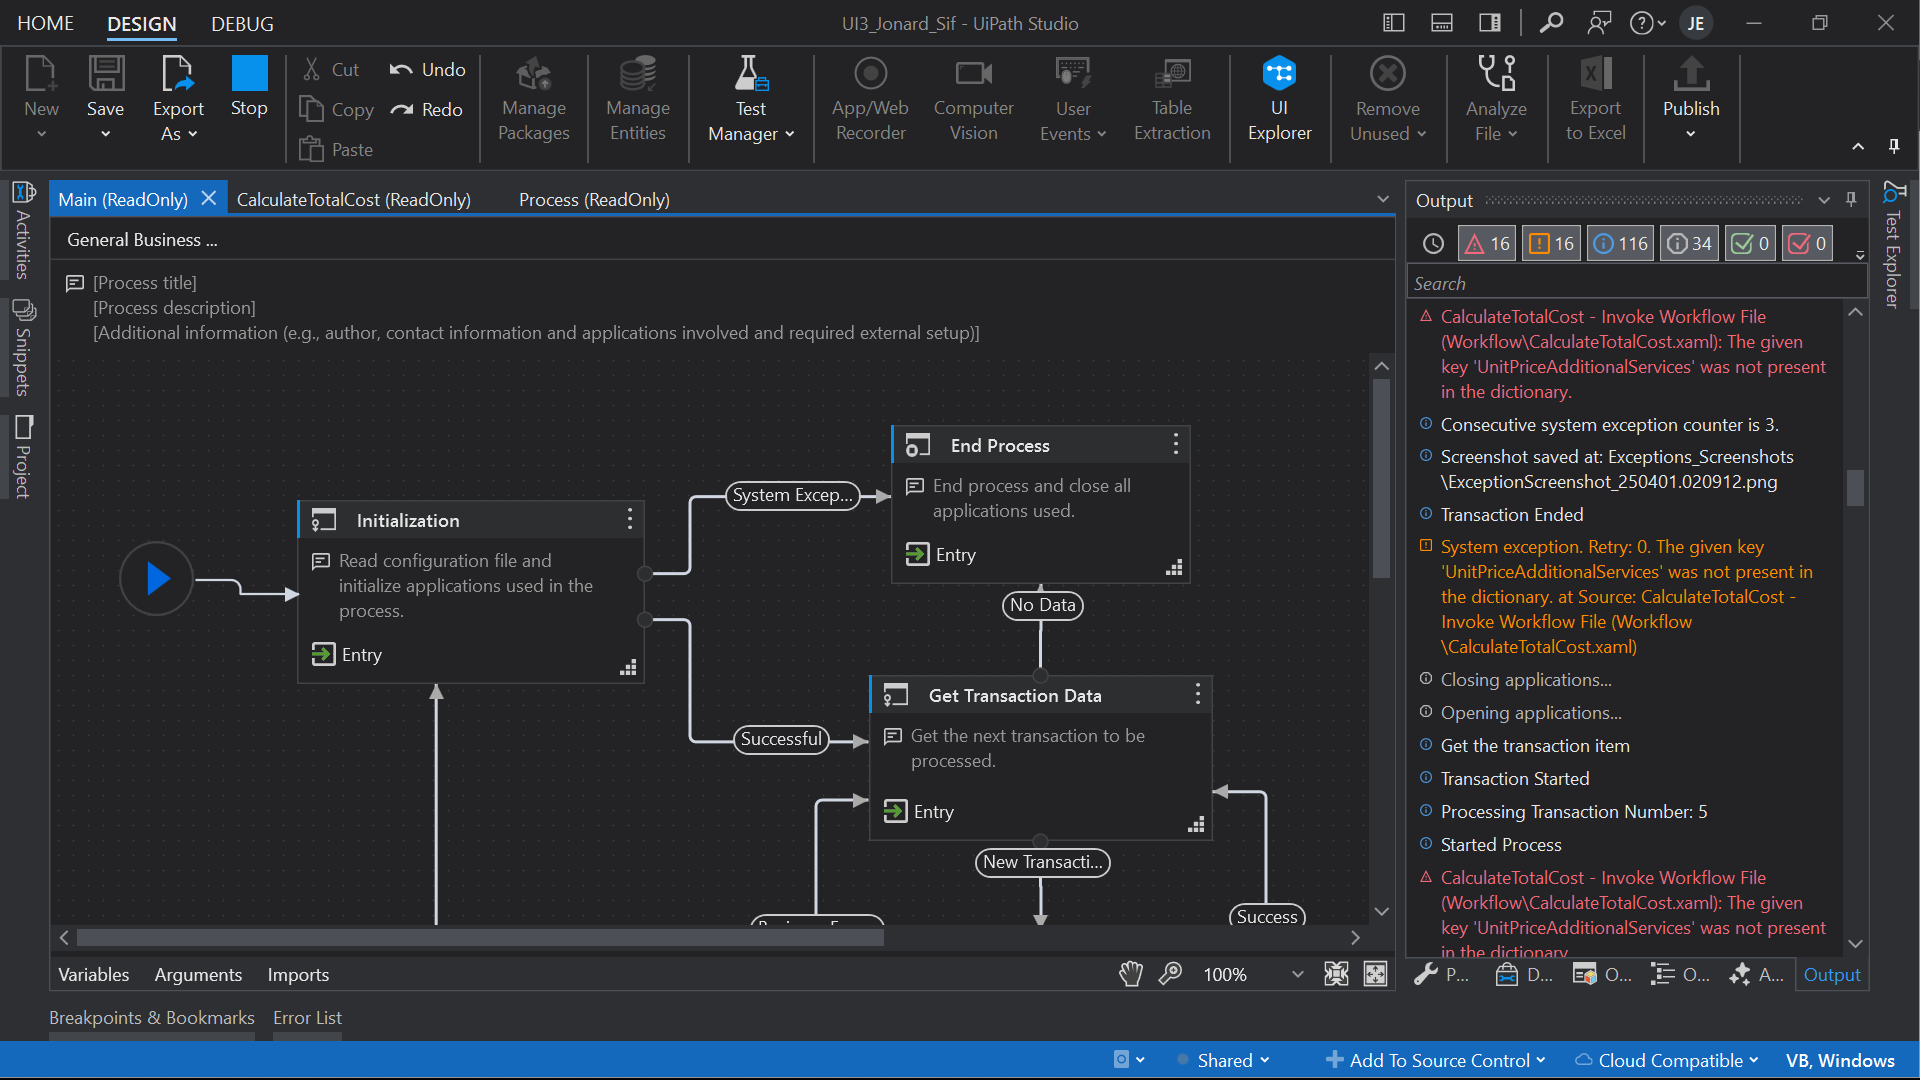 HOME
DESIGN
DEBUG
UI3_Jonard_Sif - UiPath Studio
JE
New
Save
Export
As
Stop
Cut
Copy
Paste
Undo
Redo
Manage
Packages
Manage
Entities
Test
Manager
App/Web
Recorder
Computer
Vision
User
Events
Table
Extraction
UI
Explorer
Remove
Unused
Analyze
File
Export
to Excel
Publish
Activities
Snippets
Project
Main (ReadOnly)
CalculateTotalCost (ReadOnly)
Process (ReadOnly)
General Business ...
[Process title]
[Process description]
[Additional information (e.g., author, contact information and applications involved and required external setup)]
Initialization
Read configuration file and
initialize applications used in the
process.
Entry
System Excep...
Successful
End Process
End process and close all
applications used.
Entry
No Data
Get Transaction Data
Get the next transaction to be
processed.
Entry
New Transacti...
Success
Variables
Arguments
Imports
100%
Breakpoints & Bookmarks
Error List
Output
16
16
116
34
0
0
Search
CalculateTotalCost - Invoke Workflow File
(Workflow\CalculateTotalCost.xaml): The given
key 'UnitPriceAdditionalServices' was not present
in the dictionary.
Consecutive system exception counter is 3.
Screenshot saved at: Exceptions_Screenshots
\ExceptionScreenshot_250401.020912.png
Transaction Ended
System exception. Retry: 0. The given key
'UnitPriceAdditionalServices' was not present in
the dictionary. at Source: CalculateTotalCost -
Invoke Workflow File (Workflow
\CalculateTotalCost.xaml)
Closing applications...
Opening applications...
Get the transaction item
Transaction Started
Processing Transaction Number: 5
Started Process
CalculateTotalCost - Invoke Workflow File
(Workflow\CalculateTotalCost.xaml): The given
key 'UnitPriceAdditionalServices' was not present
in the dictionary.
P...
D...
O...
O...
A...
Output
Test Explorer
Shared
Add To Source Control
Cloud Compatible
VB, Windows